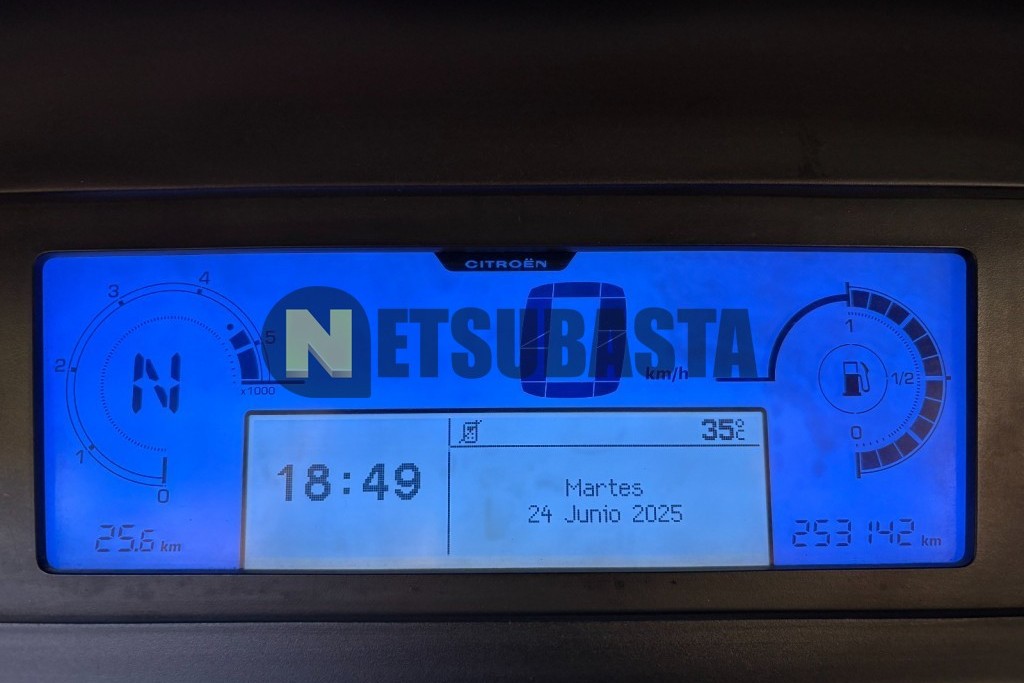 CITROËN
4
3
5
2
x1000
1
0
N
NETSUBASTA
0
km/h
1
1/2
0
35°C
18:49
Martes
24 Junio 2025
25.6 km
253142 km